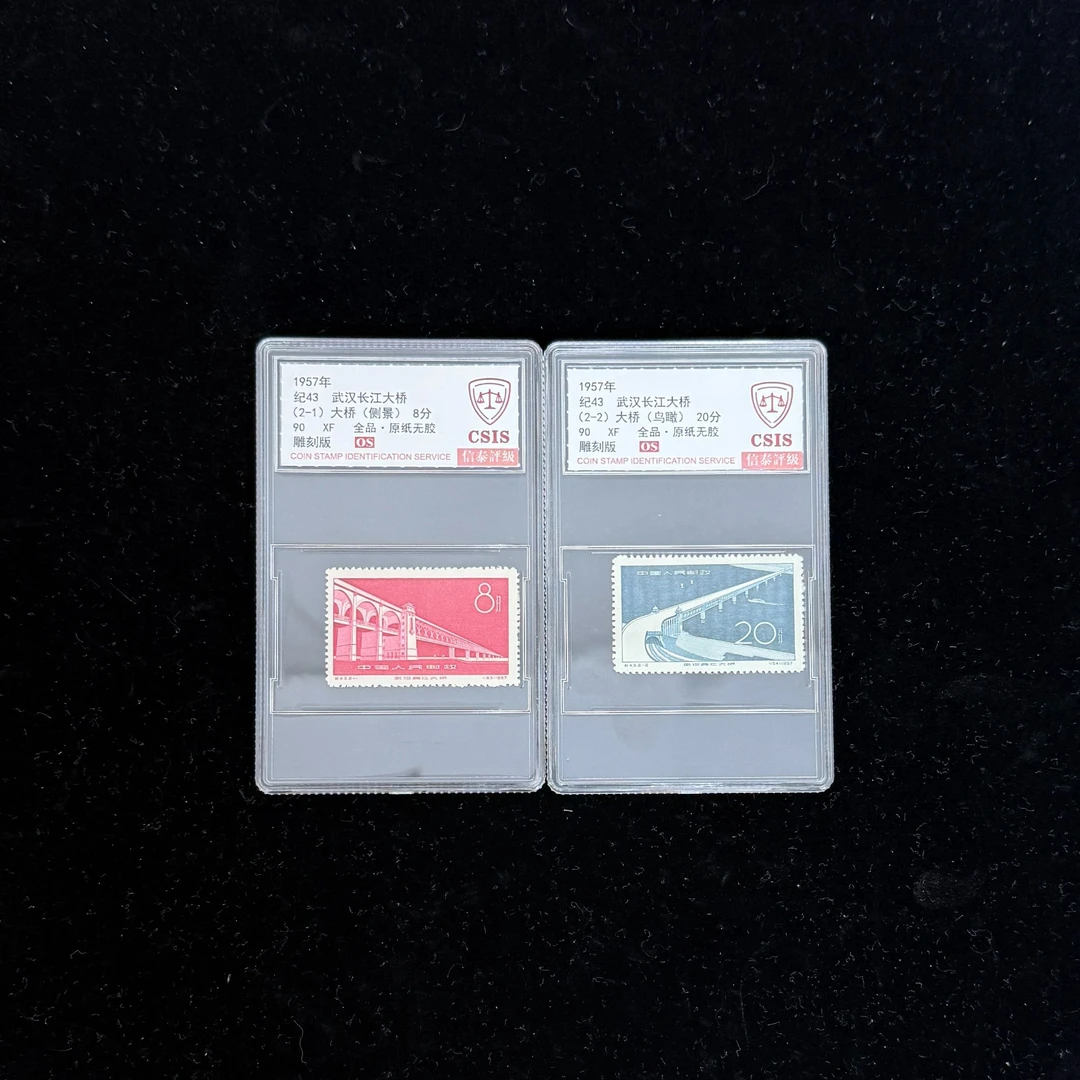 1957年
纪43 武汉长江大桥
(2-1) 大桥 (侧景) 8分
90 XF 全品·原纸无胶
雕刻版 OS
COIN STAMP IDENTIFICATION SERVICE
CSIS
信泰評級
8
中国人民邮政
1957年
纪43 武汉长江大桥
(2-2) 大桥 (鸟瞰) 20分
90 XF 全品·原纸无胶
雕刻版 OS
COIN STAMP IDENTIFICATION SERVICE
CSIS
信泰評級
中国人民邮政
20